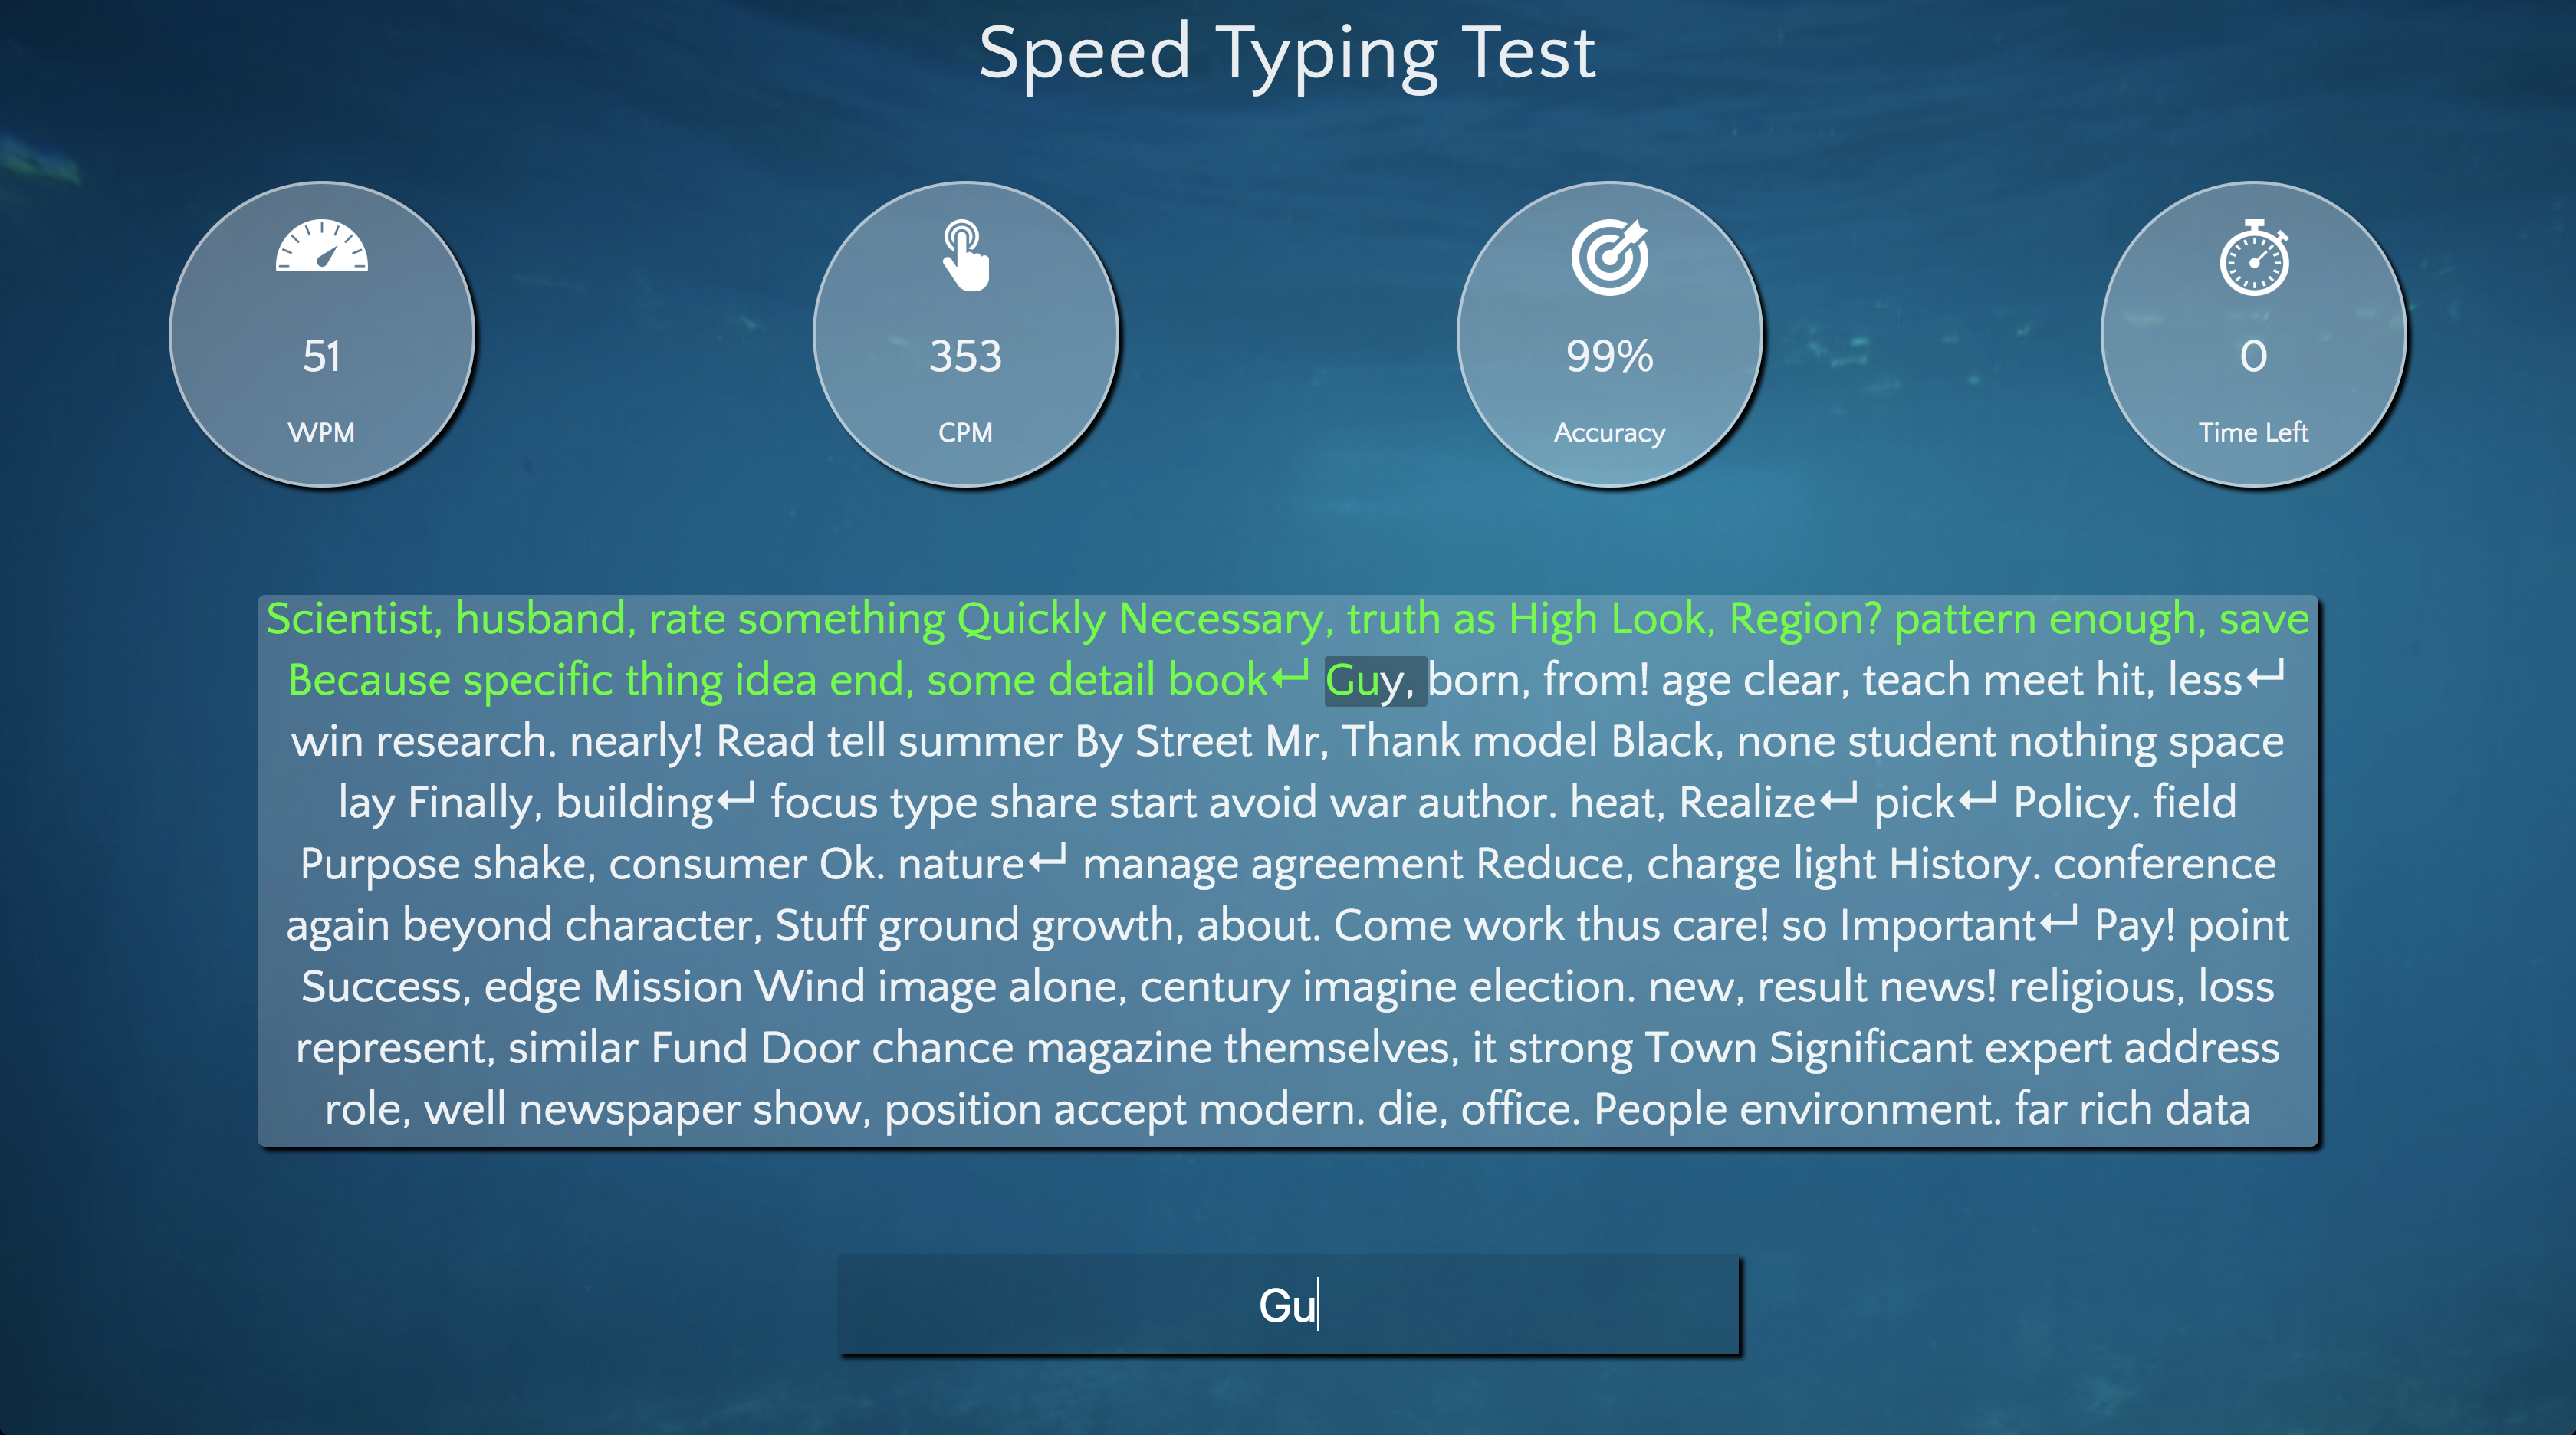 Speed Typing Test
51
WPM
353
CPM
99%
Accuracy
0
Time Left
Scientist, husband, rate something Quickly Necessary, truth as High Look, Region? pattern enough, save
Because specific thing idea end, some detail book↵ Guy, born, from! age clear, teach meet hit, less↵
win research. nearly! Read tell summer By Street Mr, Thank model Black, none student nothing space
lay Finally, building↵ focus type share start avoid war author. heat, Realize↵ pick↵ Policy. field
Purpose shake, consumer Ok. nature↵ manage agreement Reduce, charge light History. conference
again beyond character, Stuff ground growth, about. Come work thus care! so Important↵ Pay! point
Success, edge Mission Wind image alone, century imagine election. new, result news! religious, loss
represent, similar Fund Door chance magazine themselves, it strong Town Significant expert address
role, well newspaper show, position accept modern. die, office. People environment. far rich data
Gu